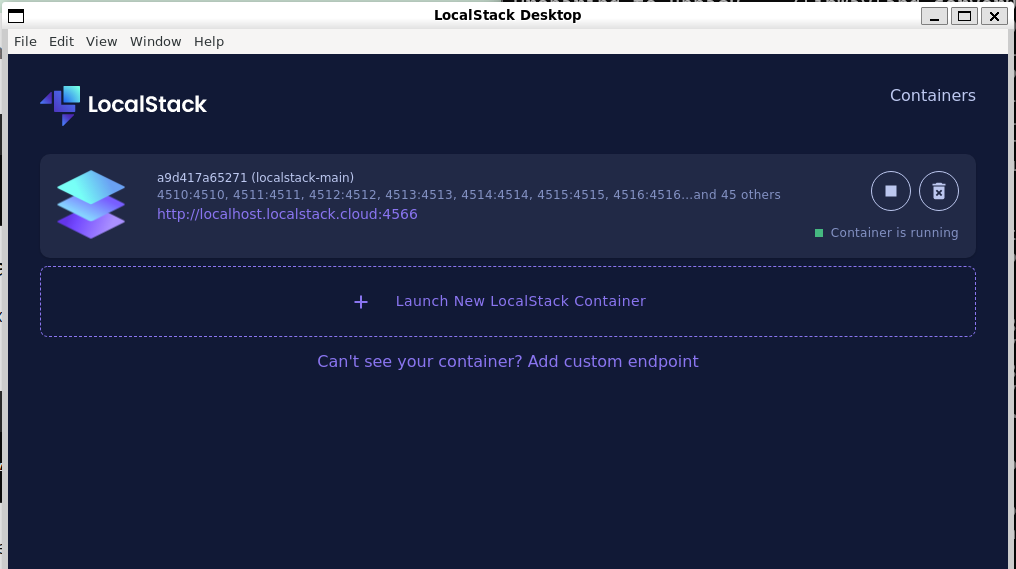 LocalStack Desktop
File Edit View Window Help
LocalStack
Containers
a9d417a65271 (localstack-main)
4510:4510, 4511:4511, 4512:4512, 4513:4513, 4514:4514, 4515:4515, 4516:4516...and 45 others
http://localhost.localstack.cloud:4566
Container is running
+ Launch New LocalStack Container
Can't see your container? Add custom endpoint